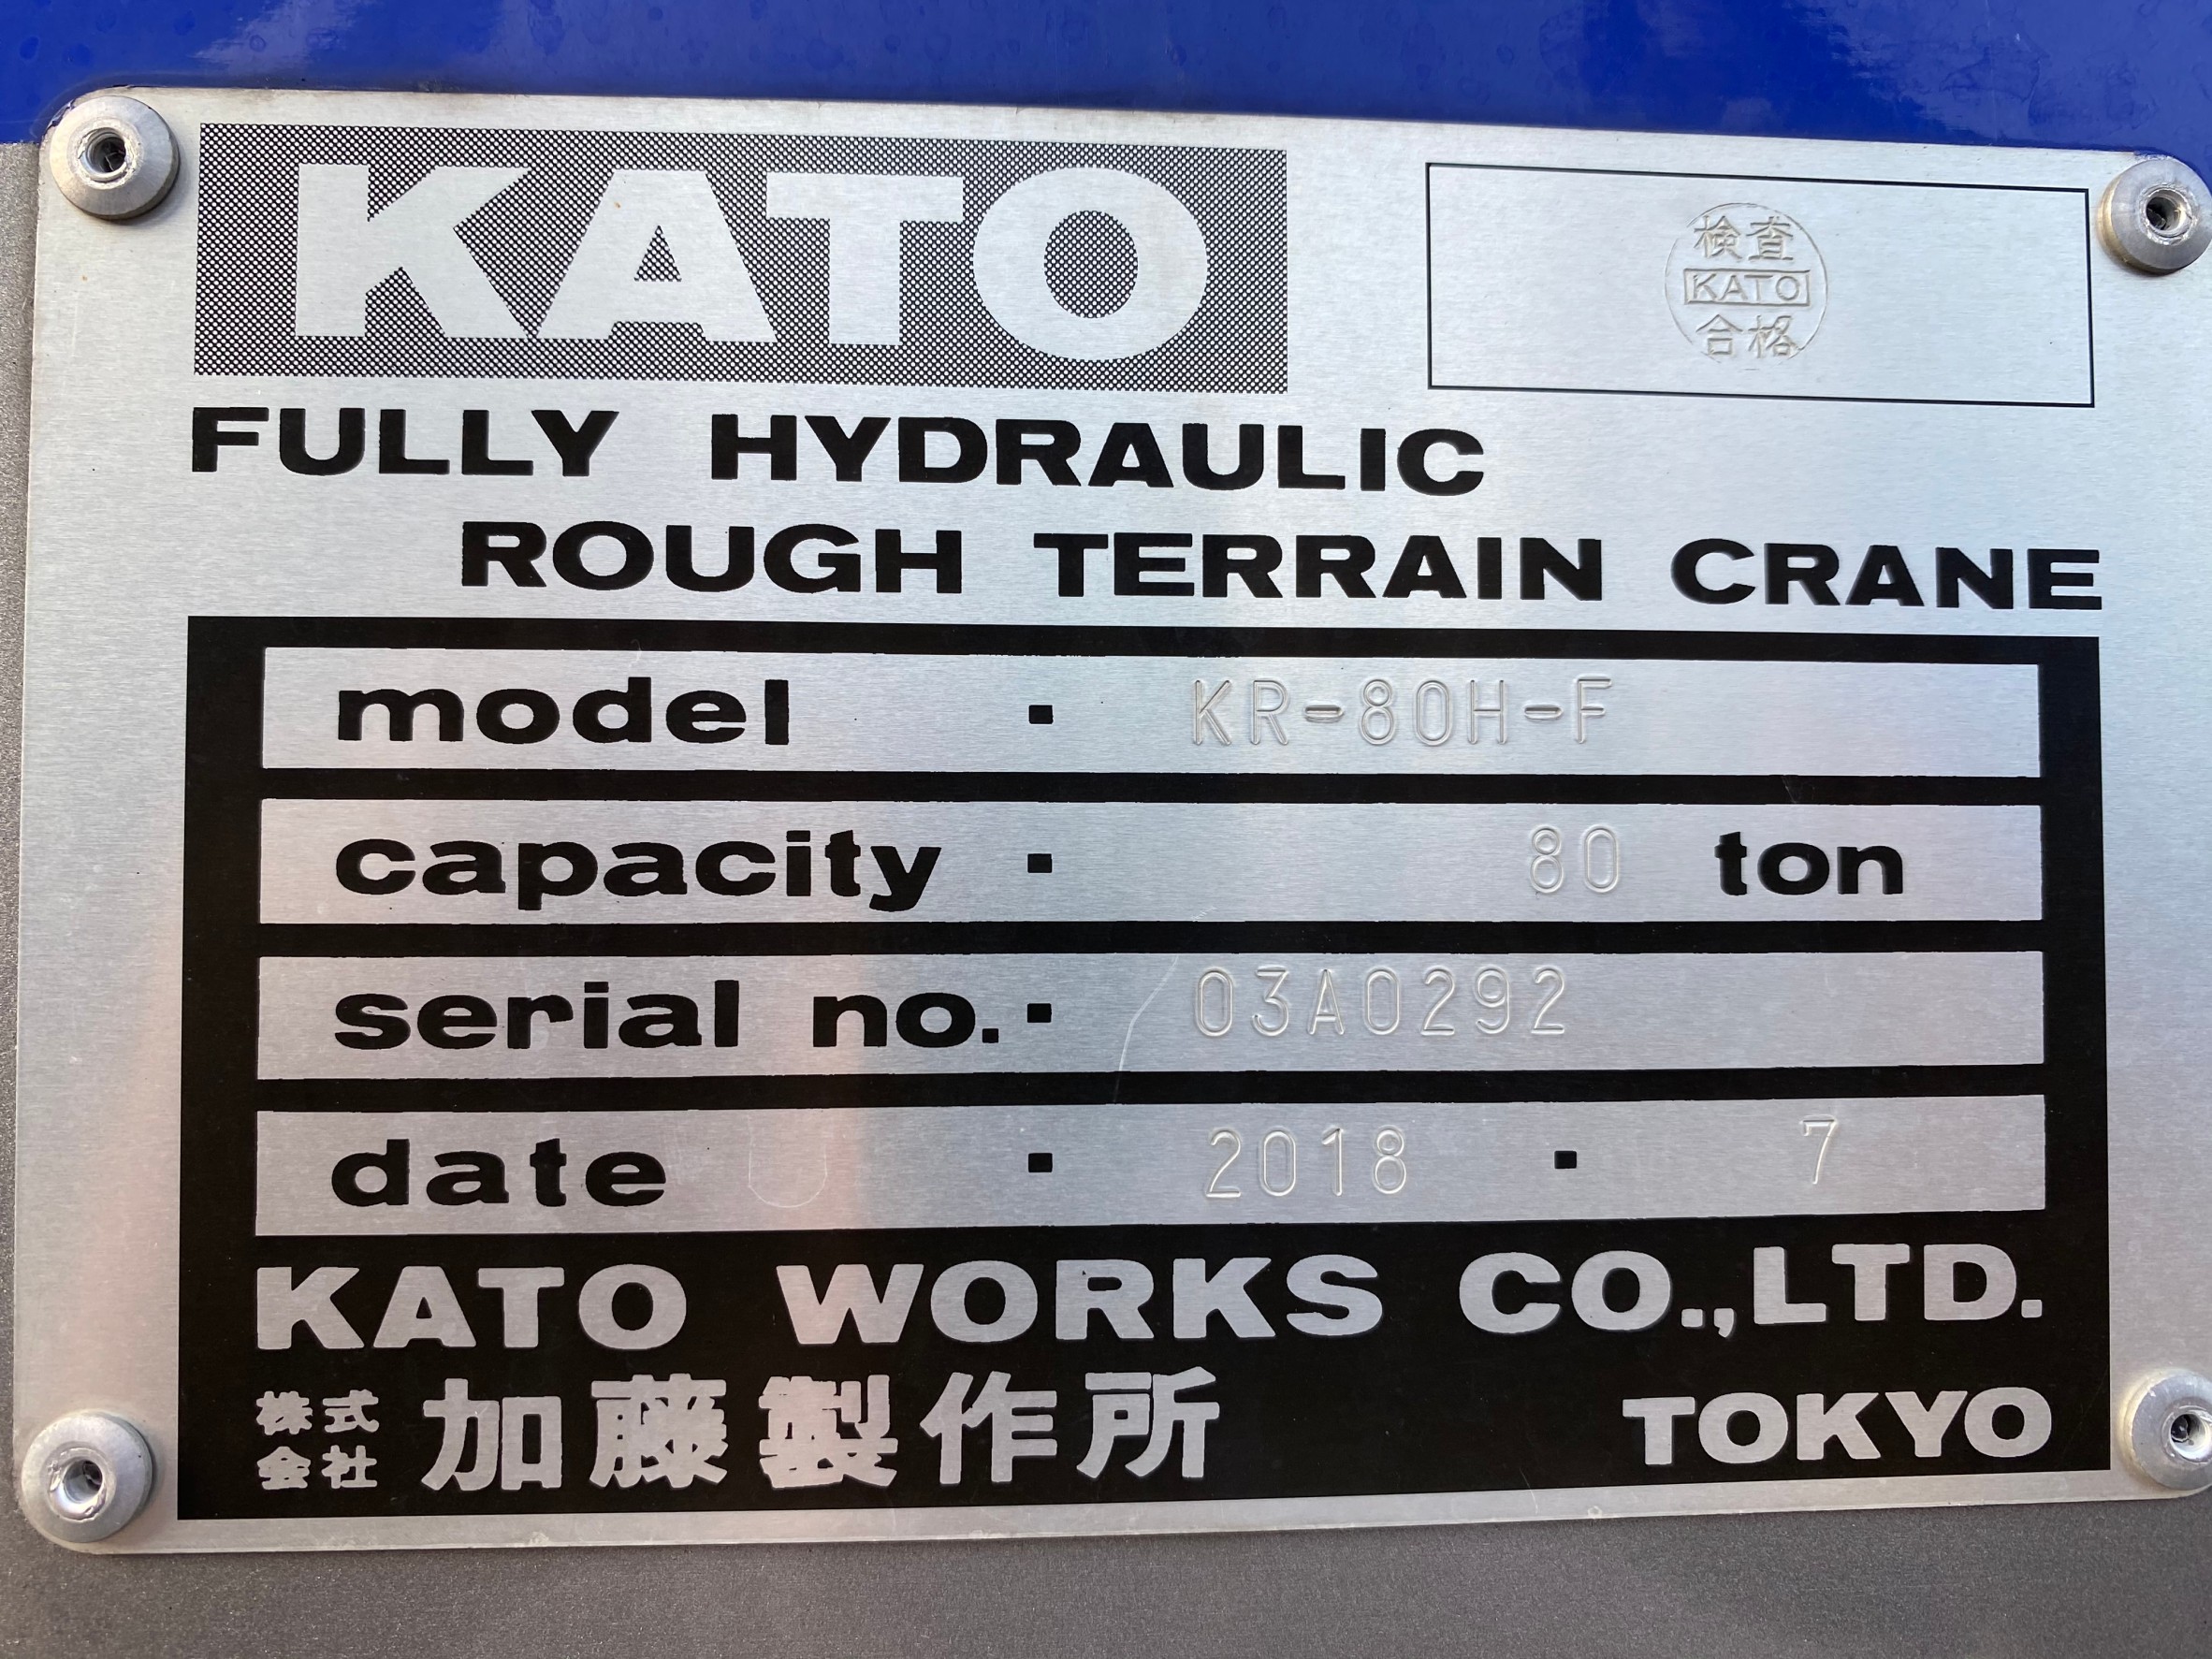 KATO
検査
KATO
合格
FULLY HYDRAULIC
ROUGH TERRAIN CRANE
model ・ KR-80H-F
capacity ・ 80 ton
serial no.・ 03A0292
date ・ 2018 ・ 7
KATO WORKS CO.,LTD.
株式会社 加藤製作所 TOKYO